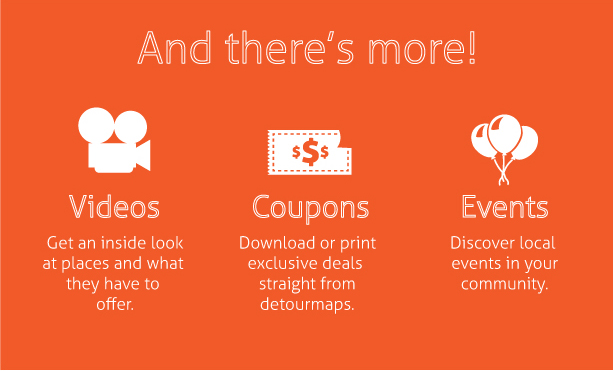 And there's more!
$$$
Videos
Get an inside look
at places and what
they have to
offer.
Coupons
Download or print
exclusive deals
straight from
detourmaps.
Events
Discover local
events in your
community.